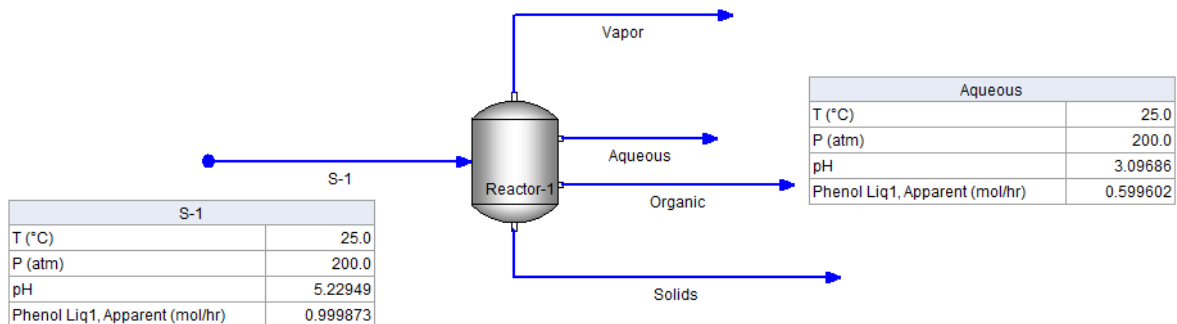 Vapor
Aqueous
T (°C) 25.0
P (atm) 200.0
pH 3.09686
Phenol Liq1, Apparent (mol/hr) 0.599602
Aqueous
S-1
Reactor-1
Organic
S-1
T (°C) 25.0
P (atm) 200.0
pH 5.22949
Phenol Liq1, Apparent (mol/hr) 0.999873
Solids